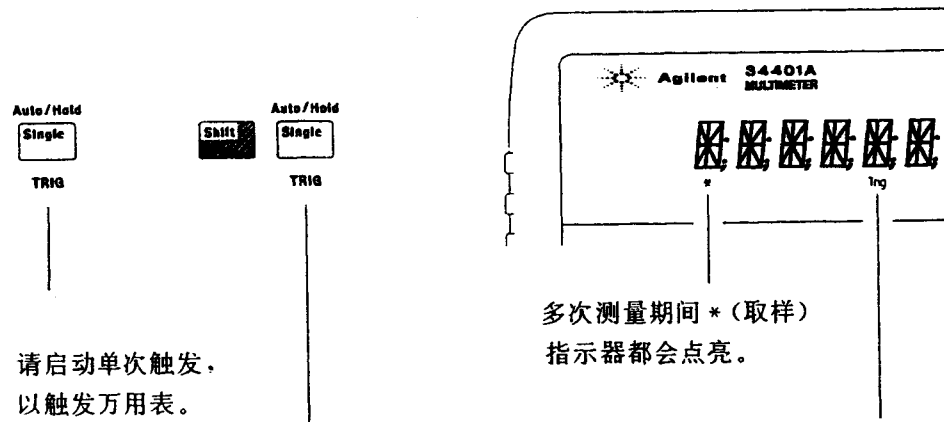 Auto/Hold
Single
TRIG
Shift
Auto/Hold
Single
TRIG
Agilent 34401A
MULTIMETER
*
Trig
请启动单次触发，
以触发万用表。
多次测量期间 *（取样）
指示器都会点亮。